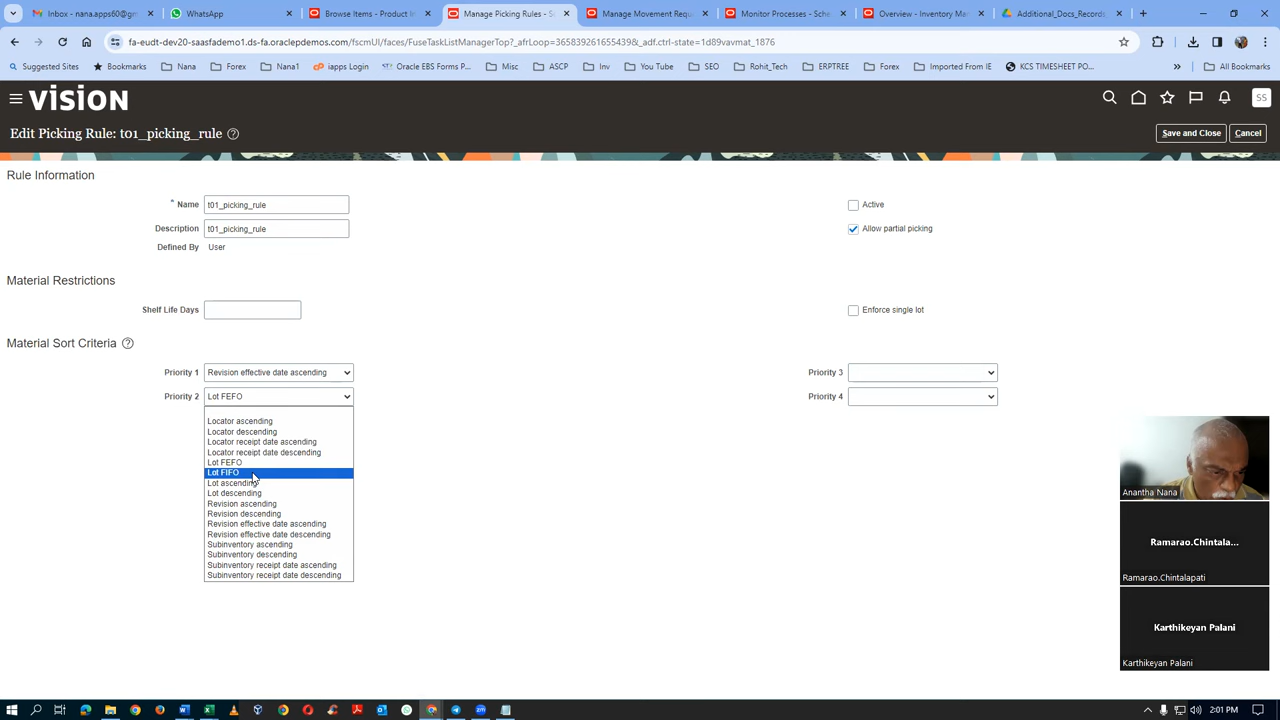 Inbox - nana.apps60@gm
WhatsApp
Browse Items - Product In
Manage Picking Rules - S
Manage Movement Requ
Monitor Processes - Sche
Overview - Inventory Ma
Additional_Docs_Records
fa-eudt-dev20-saasfademo1.ds-fa.oraclepdemos.com/fscmUI/faces/FuseTaskListManagerTop?_afrLoop=3658392616554398&_adf.ctrl-state=1d89vavmat_1876
Suggested Sites
Bookmarks
Nana
Forex
Nana1
iapps Login
Oracle EBS Forms P...
Misc
ASCP
Inv
You Tube
SEO
Rohit_Tech
ERPTREE
Forex
Imported From IE
KCS TIMESHEET PO...
All Bookmarks
VISION
SS
Edit Picking Rule: t01_picking_rule ?
Save and Close
Cancel
Rule Information
* Name t01_picking_rule
Active
Description t01_picking_rule
Allow partial picking
Defined By User
Material Restrictions
Shelf Life Days
Enforce single lot
Material Sort Criteria ?
Priority 1 Revision effective date ascending
Priority 3
Priority 2 Lot FEFO
Priority 4
Locator ascending
Locator descending
Locator receipt date ascending
Locator receipt date descending
Lot FEFO
Lot FIFO
Lot ascending
Lot descending
Revision ascending
Revision descending
Revision effective date ascending
Revision effective date descending
Subinventory ascending
Subinventory descending
Subinventory receipt date ascending
Subinventory receipt date descending
Anantha Nana
Ramarao.Chintala...
Ramarao.Chintalapati
Karthikeyan Palani
Karthikeyan Palani
2:01 PM